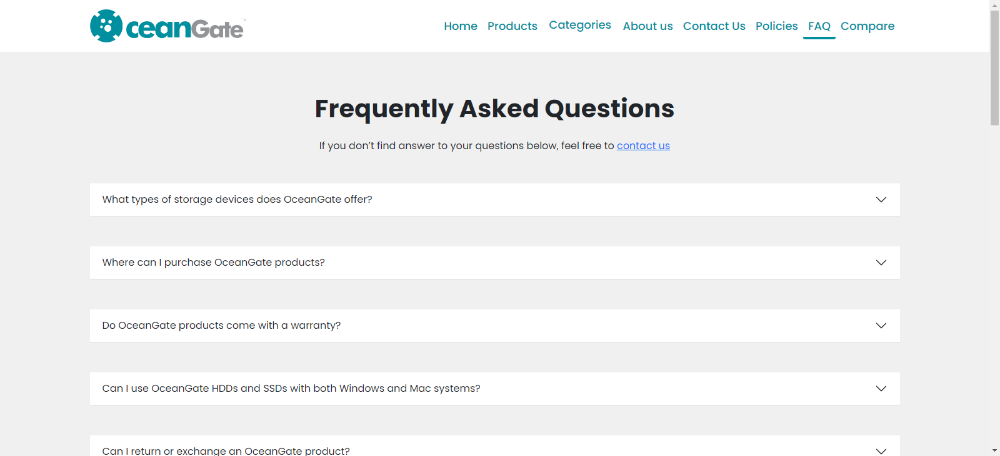 ceanGate™
Home Products Categories About us Contact Us Policies FAQ Compare
Frequently Asked Questions
If you don’t find answer to your questions below, feel free to contact us
What types of storage devices does OceanGate offer?
Where can I purchase OceanGate products?
Do OceanGate products come with a warranty?
Can I use OceanGate HDDs and SSDs with both Windows and Mac systems?
Can I return or exchange an OceanGate product?